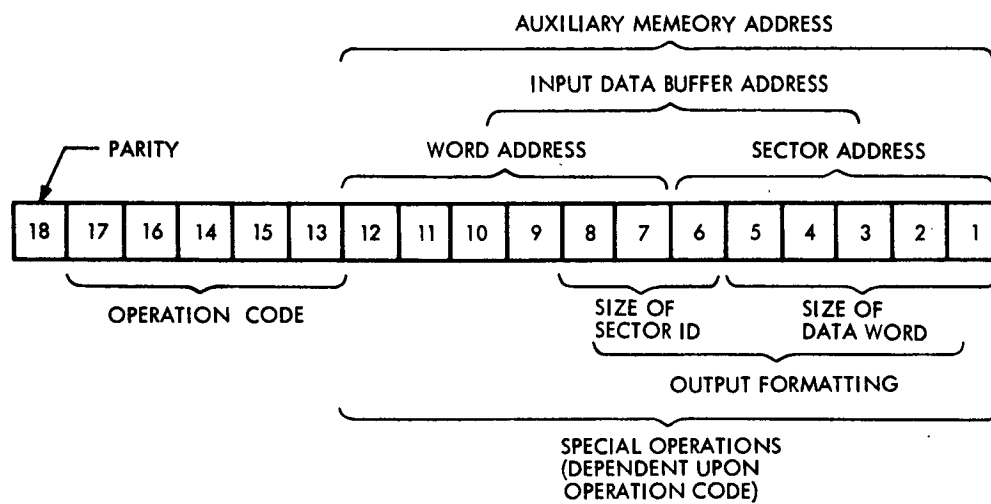 AUXILIARY MEMEORY ADDRESS
INPUT DATA BUFFER ADDRESS
PARITY
WORD ADDRESS
SECTOR ADDRESS
18 17 16 14 15 13 12 11 10 9 8 7 6 5 4 3 2 1
OPERATION CODE
SIZE OF
SECTOR ID
SIZE OF
DATA WORD
OUTPUT FORMATTING
SPECIAL OPERATIONS
(DEPENDENT UPON
OPERATION CODE)